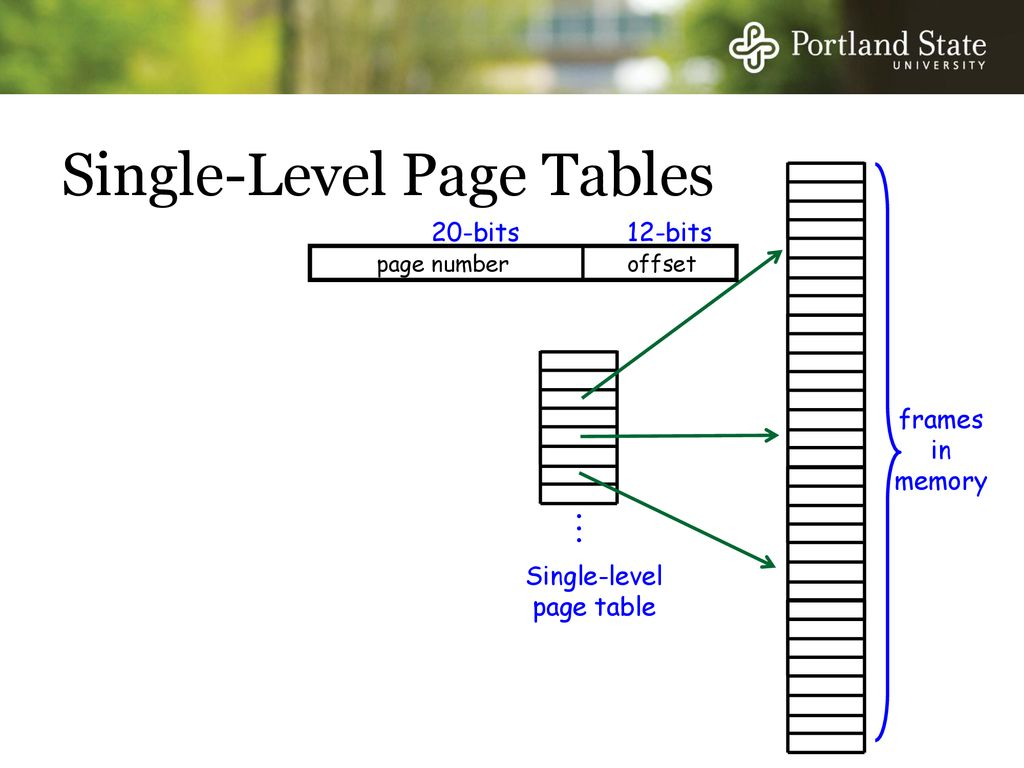 Portland State
UNIVERSITY
Single-Level Page Tables
20-bits 12-bits
page number offset
frames
in
memory
Single-level
page table